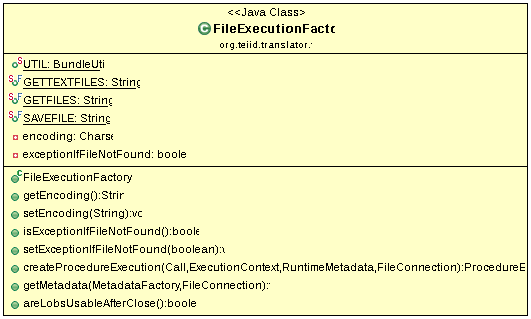 <<Java Class>>
FileExecutionFacto
org.teiid.translator.
UTIL: BundleUti
GETTEXTFILES: String
GETFILES: String
SAVEFILE: String
encoding: Charse
exceptionIfFileNotFound: boole
FileExecutionFactory
getEncoding():Strin
setEncoding(String):vo
isExceptionIfFileNotFound():boole
setExceptionIfFileNotFound(boolean):v
createProcedureExecution(Call,ExecutionContext,RuntimeMetadata,FileConnection):ProcedureE
getMetadata(MetadataFactory,FileConnection):
areLobsUsableAfterClose():boole